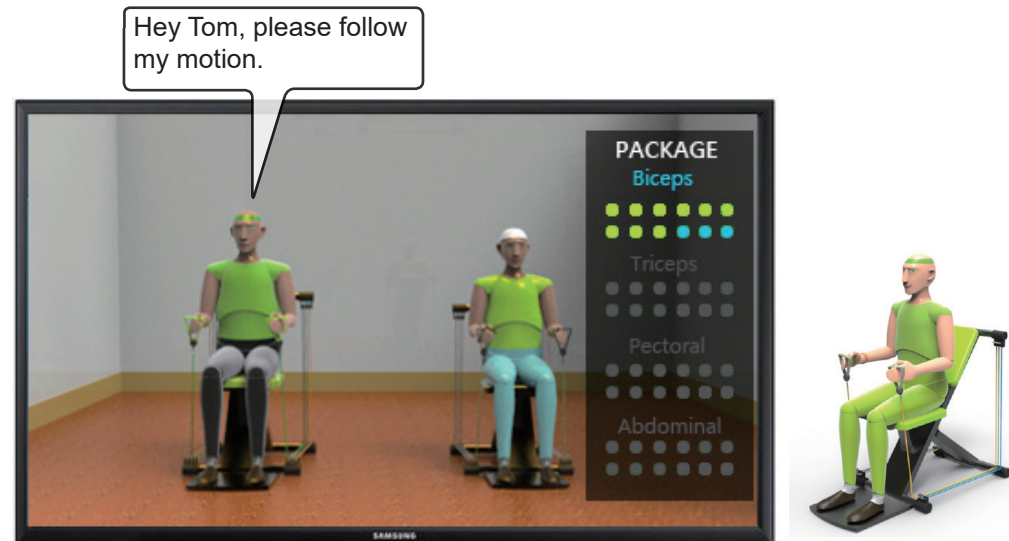 Hey Tom, please follow
my motion.
PACKAGE
Biceps
Triceps
Pectoral
Abdominal
SAMSUNG